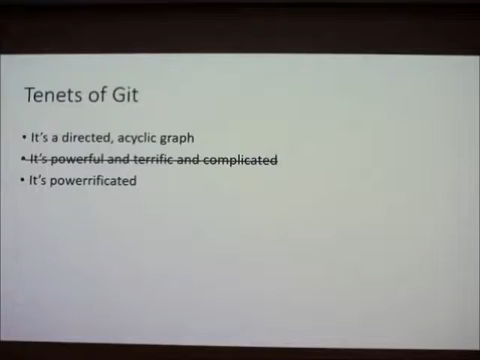 Tenets of Git
• It's a directed, acyclic graph
• It's powerful and terrific and complicated
• It's powerrificated